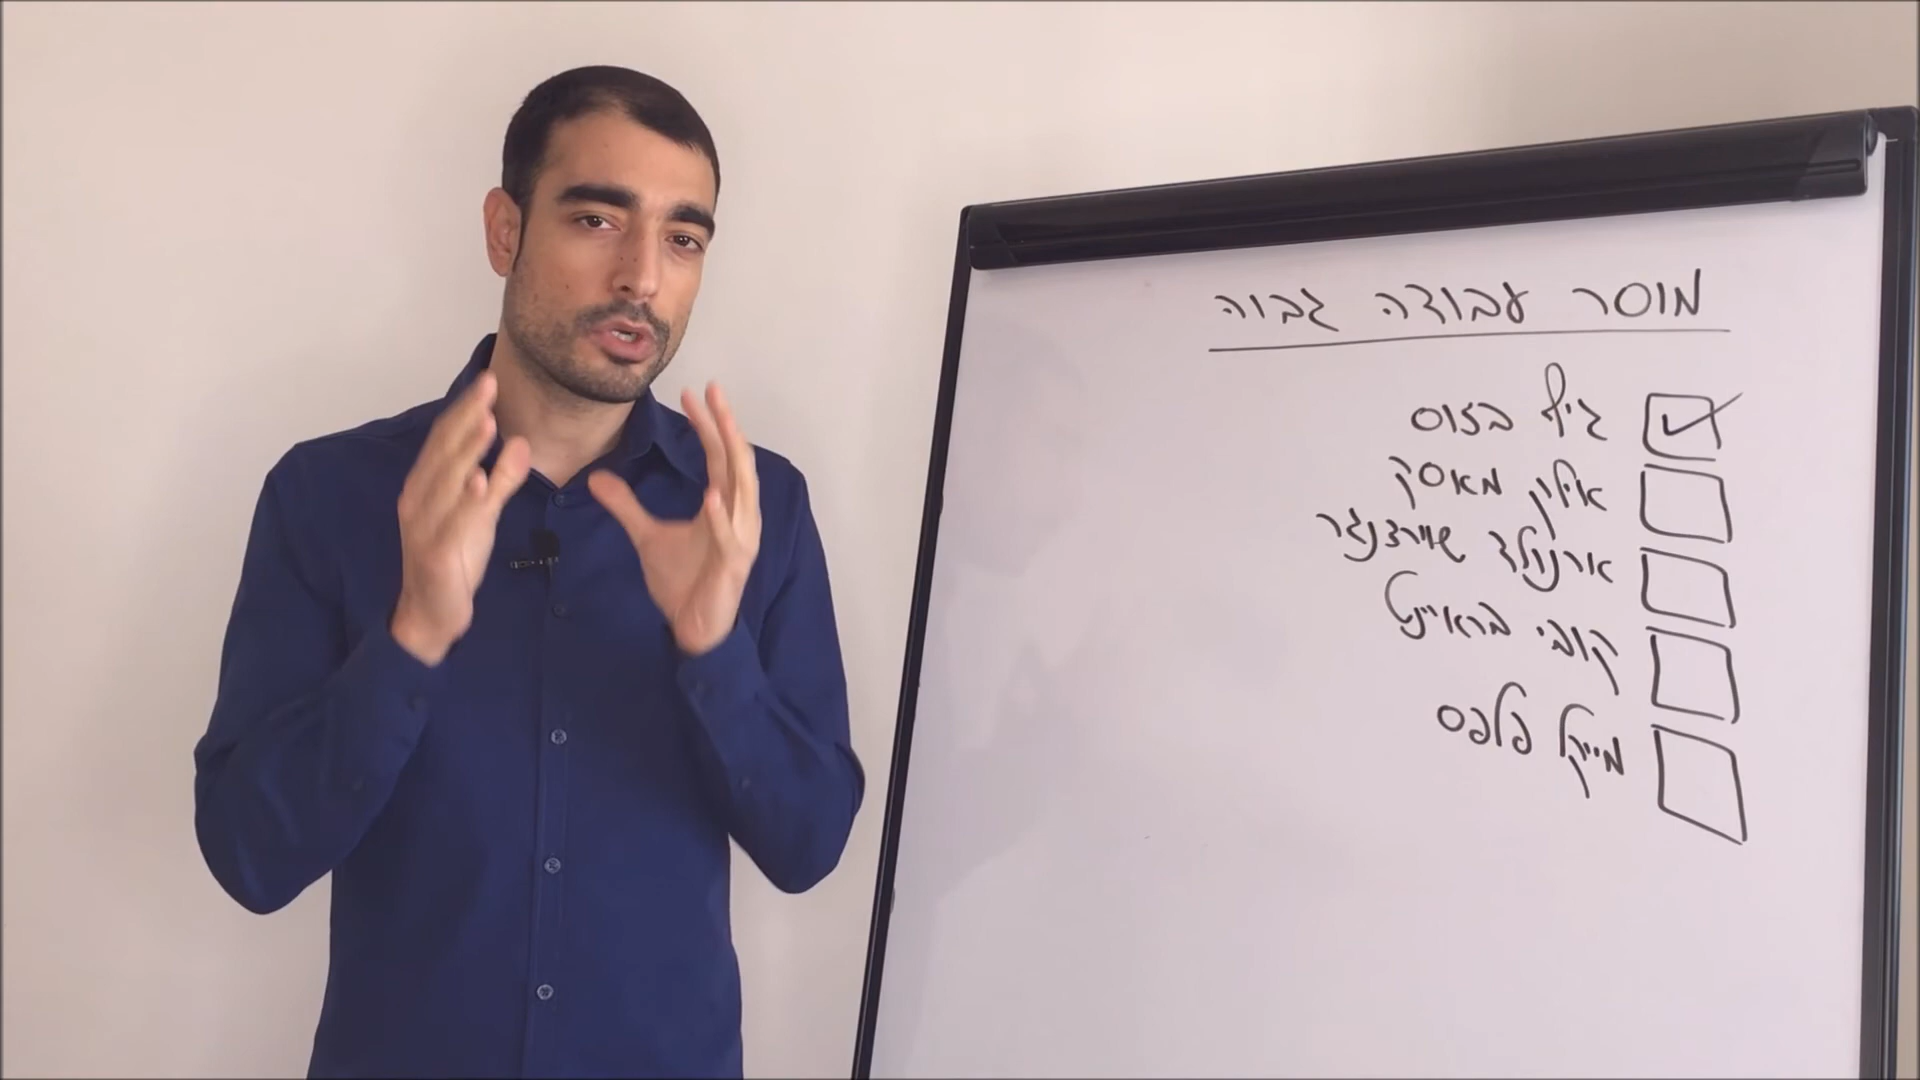 מוסר עבודה גבוה
ג'ף בזוס
אילון מאסק
ארנולד שוורצנגר
קובי בראיינט
מייקל פלפס